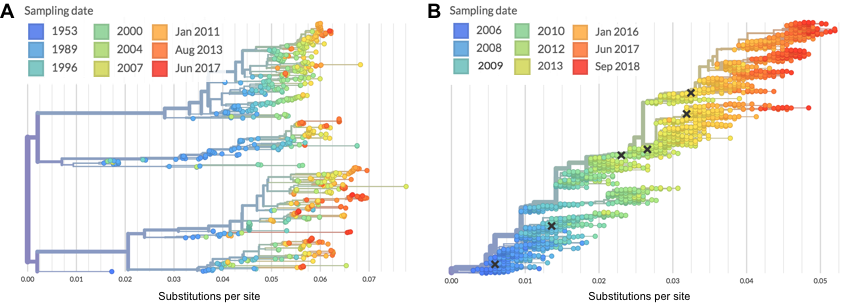 A
Sampling date
1953 2000 Jan 2011
1989 2004 Aug 2013
1996 2007 Jun 2017
0.00 0.01 0.02 0.03 0.04 0.05 0.06 0.07
Substitutions per site
B
Sampling date
2006 2010 Jan 2016
2008 2012 Jun 2017
2009 2013 Sep 2018
0.00 0.01 0.02 0.03 0.04 0.05
Substitutions per site